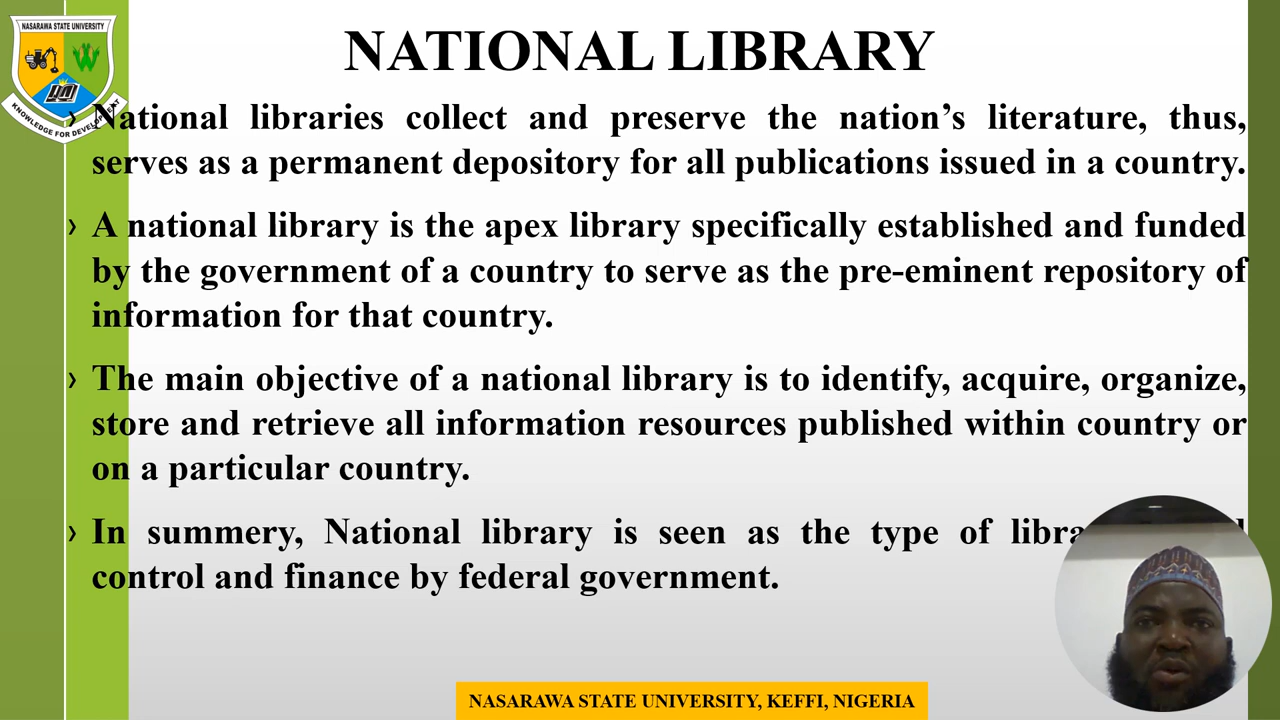 NASARAWA STATE UNIVERSITY
KNOWLEDGE FOR DEVELOPMENT
NATIONAL LIBRARY
› National libraries collect and preserve the nation’s literature, thus,
serves as a permanent depository for all publications issued in a country.
› A national library is the apex library specifically established and funded
by the government of a country to serve as the pre-eminent repository of
information for that country.
› The main objective of a national library is to identify, acquire, organize,
store and retrieve all information resources published within country or
on a particular country.
› In summery, National library is seen as the type of
control and finance by federal government.
NASARAWA STATE UNIVERSITY, KEFFI, NIGERIA